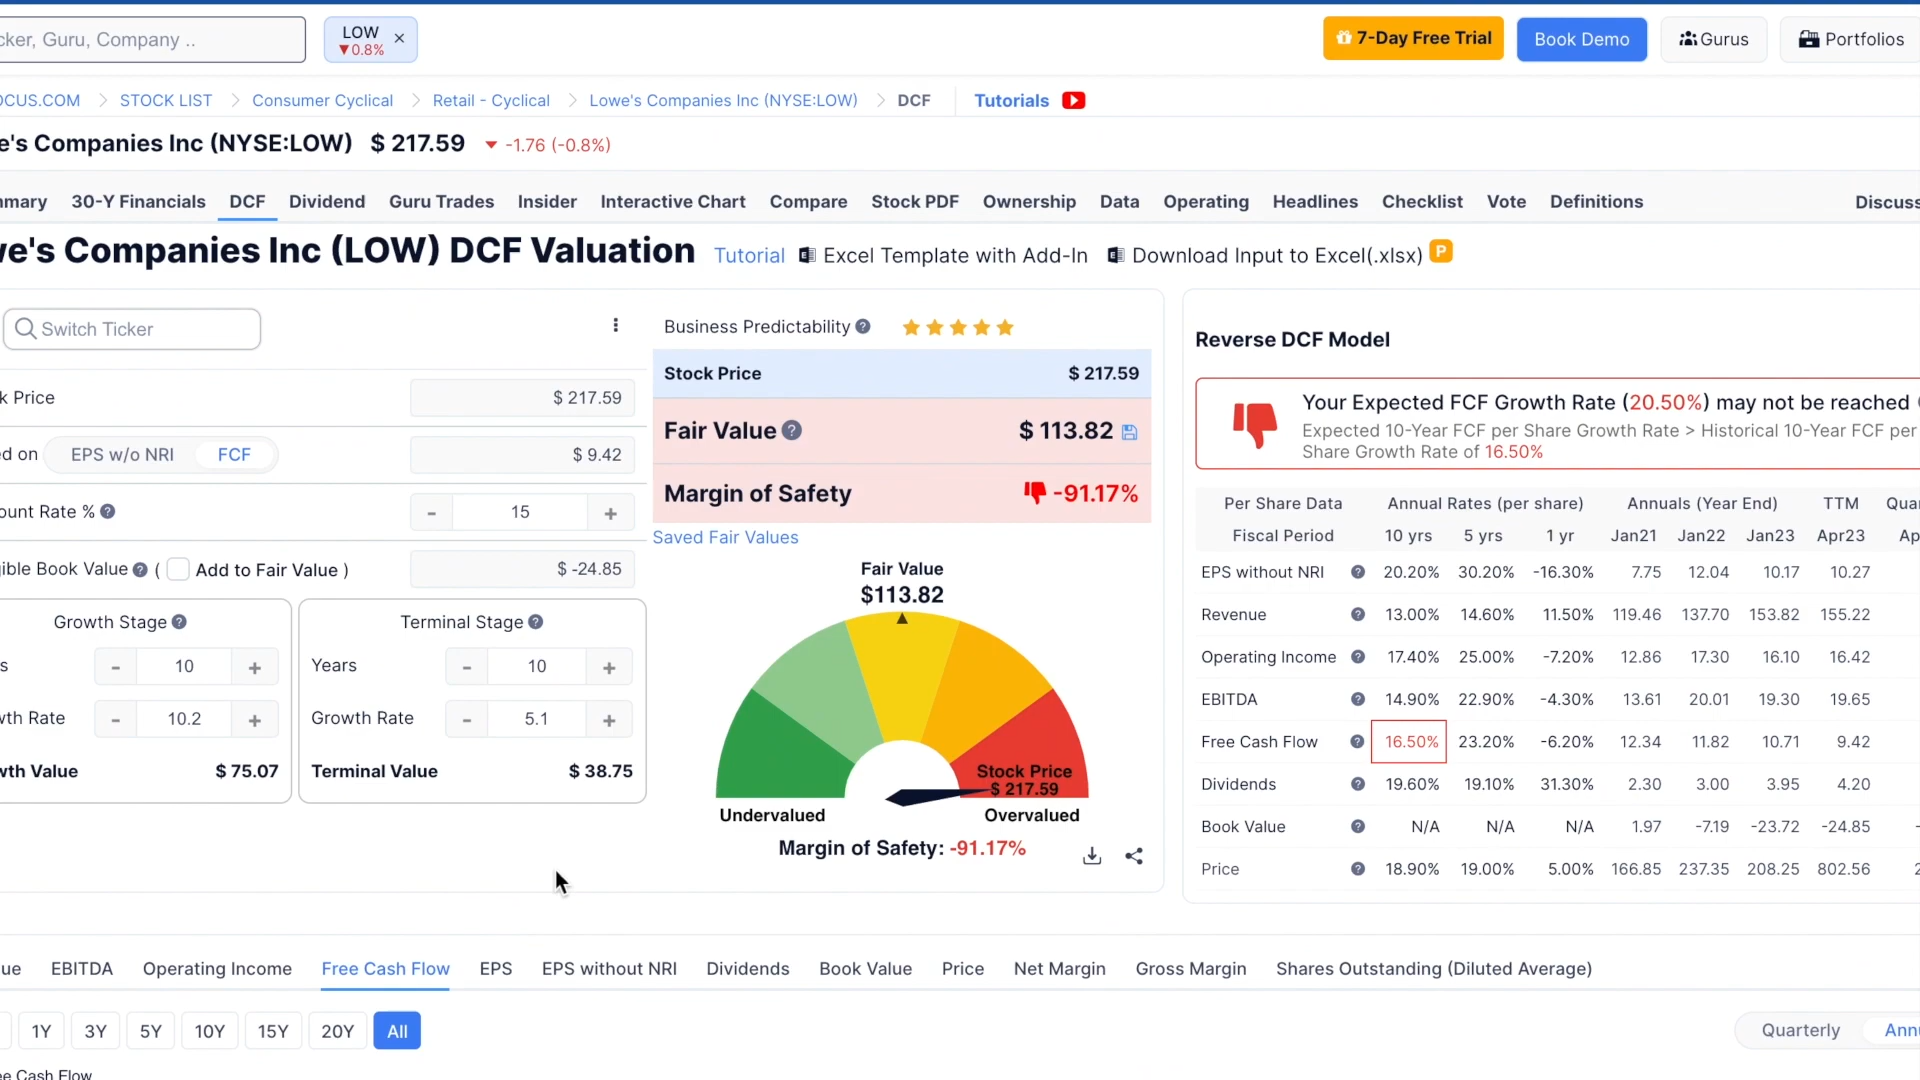 cker, Guru, Company ..
LOW
▼0.8%
×
7-Day Free Trial
Book Demo
Gurus
Portfolios
OCUS.COM
STOCK LIST
Consumer Cyclical
Retail - Cyclical
Lowe's Companies Inc (NYSE:LOW)
DCF
Tutorials
e's Companies Inc (NYSE:LOW) $ 217.59 ▼ -1.76 (-0.8%)
mmary
30-Y Financials
DCF
Dividend
Guru Trades
Insider
Interactive Chart
Compare
Stock PDF
Ownership
Data
Operating
Headlines
Checklist
Vote
Definitions
Discuss
we's Companies Inc (LOW) DCF Valuation
Tutorial
Excel Template with Add-In
Download Input to Excel(.xlsx)
P
Switch Ticker
k Price $ 217.59
ed on EPS w/o NRI FCF $ 9.42
ount Rate % ? - 15 +
gible Book Value ? ( Add to Fair Value ) $ -24.85
Growth Stage ?
s - 10 +
wth Rate - 10.2 +
wth Value $ 75.07
Terminal Stage ?
Years - 10 +
Growth Rate - 5.1 +
Terminal Value $ 38.75
Business Predictability ?
Stock Price $ 217.59
Fair Value ? $ 113.82
Margin of Safety -91.17%
Saved Fair Values
Fair Value
$113.82
Stock Price
$ 217.59
Undervalued
Overvalued
Margin of Safety: -91.17%
Reverse DCF Model
Your Expected FCF Growth Rate (20.50%) may not be reached (
Expected 10-Year FCF per Share Growth Rate > Historical 10-Year FCF per
Share Growth Rate of 16.50%
Per Share Data Annual Rates (per share) Annuals (Year End) TTM Qua
Fiscal Period 10 yrs 5 yrs 1 yr Jan21 Jan22 Jan23 Apr23 Ap
EPS without NRI ? 20.20% 30.20% -16.30% 7.75 12.04 10.17 10.27
Revenue ? 13.00% 14.60% 11.50% 119.46 137.70 153.82 155.22
Operating Income ? 17.40% 25.00% -7.20% 12.86 17.30 16.10 16.42
EBITDA ? 14.90% 22.90% -4.30% 13.61 20.01 19.30 19.65
Free Cash Flow ? 16.50% 23.20% -6.20% 12.34 11.82 10.71 9.42
Dividends ? 19.60% 19.10% 31.30% 2.30 3.00 3.95 4.20
Book Value ? N/A N/A N/A 1.97 -7.19 -23.72 -24.85 -
Price ? 18.90% 19.00% 5.00% 166.85 237.35 208.25 802.56 2
ue
EBITDA
Operating Income
Free Cash Flow
EPS
EPS without NRI
Dividends
Book Value
Price
Net Margin
Gross Margin
Shares Outstanding (Diluted Average)
1Y
3Y
5Y
10Y
15Y
20Y
All
Quarterly
Annu
ee Cash Flow